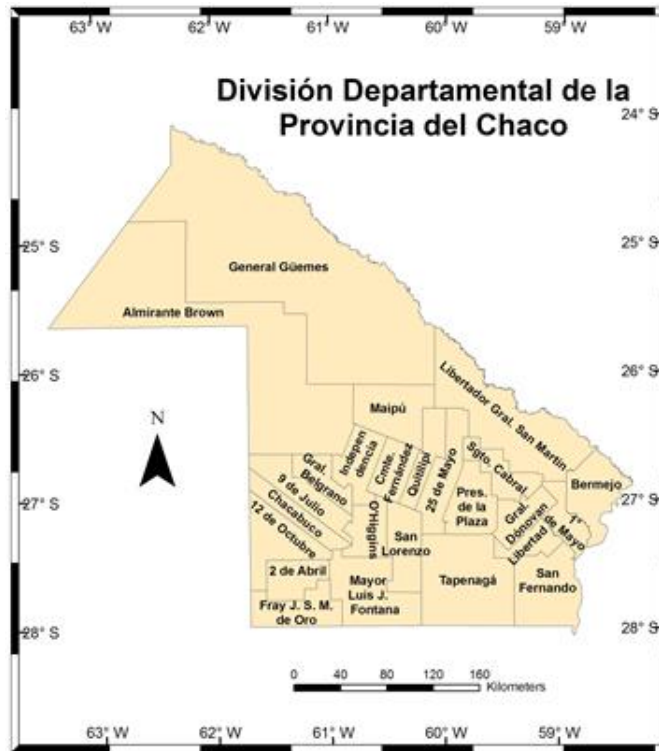 63° W 62° W 61° W 60° W 59° W
División Departamental de la
Provincia del Chaco
24° S
25° S 25° S
General Güemes
Almirante Brown
26° S 26° S
Libertador Gral. San Martín
Maipú
N
Indepen
dencia
Cmte.
Fernández
Quitilipi
25 de Mayo
Sgto. Cabral
Gral.
Belgrano
Bermejo
27° S 27° S
9 de Julio
Chacabuco
12 de Octubre
O'Higgins
San
Lorenzo
Pres.
de la
Plaza
Gral.
Dónovan
Libertad
1°
de Mayo
2 de Abril
Mayor
Luis J.
Fontana
Tapenagá
San
Fernando
Fray J. S. M.
de Oro
28° S 28° S
0 40 80 120 160
Kilometers
63° W 62° W 61° W 60° W 59° W